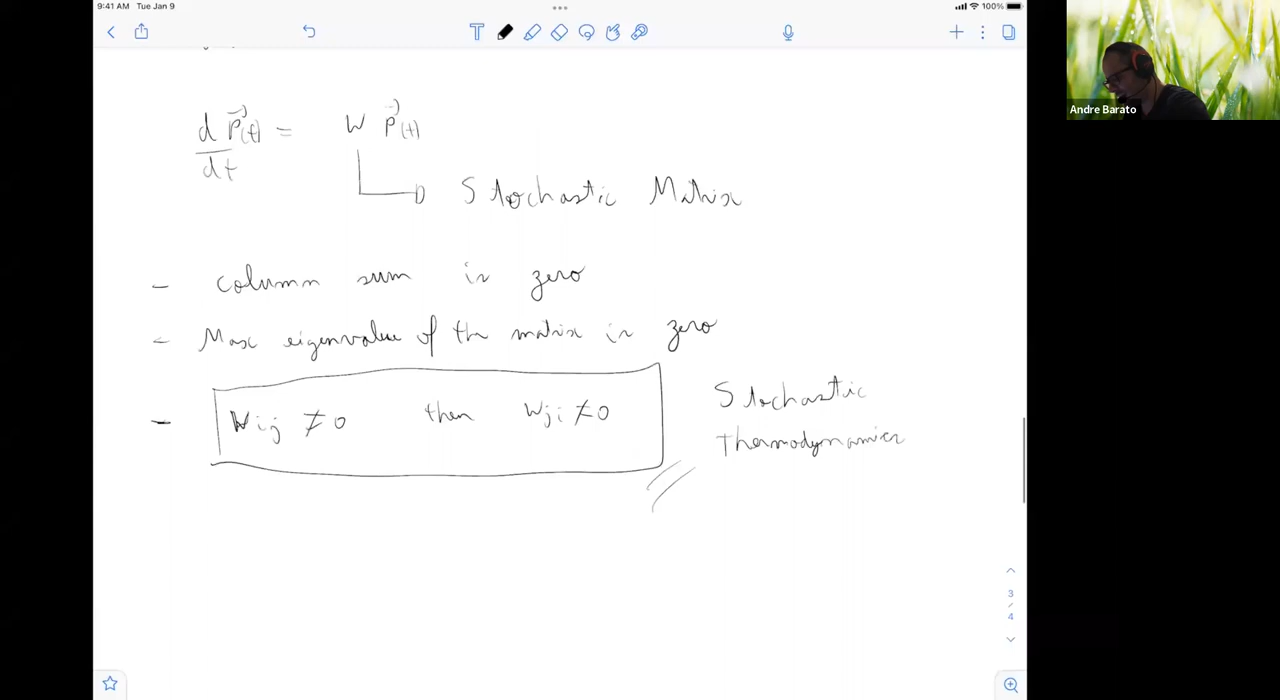 9:41 AM Tue Jan 9
100%
Andre Barato
d P⃗(t) = W P⃗(t)
dt
Stochastic Matrix
- column sum is zero
- Max eigenvalue of the matrix is zero
- Wij ≠ 0 then Wji ≠ 0
Stochastic
Thermodynamics
3
/
4